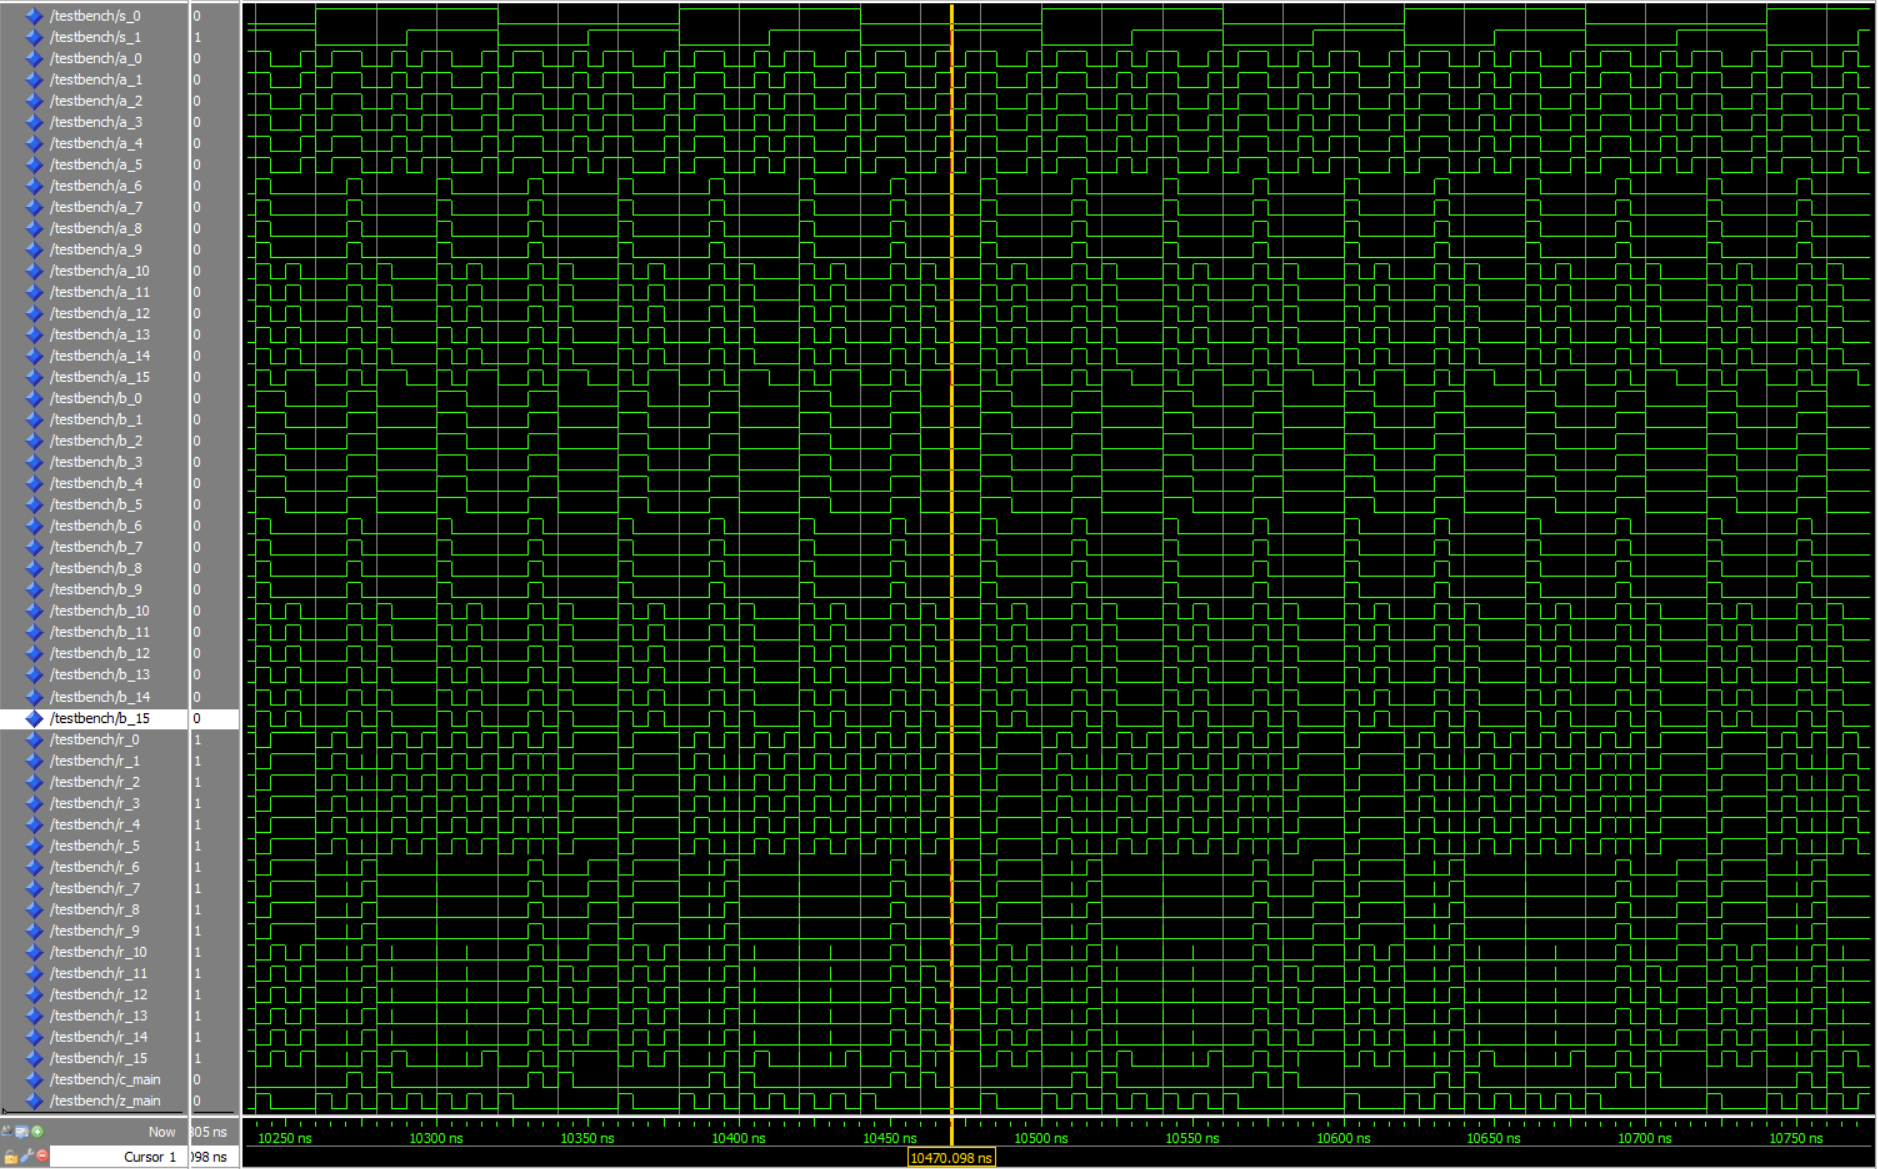 /testbench/s_0 0
/testbench/s_1 1
/testbench/a_0 0
/testbench/a_1 0
/testbench/a_2 0
/testbench/a_3 0
/testbench/a_4 0
/testbench/a_5 0
/testbench/a_6 0
/testbench/a_7 0
/testbench/a_8 0
/testbench/a_9 0
/testbench/a_10 0
/testbench/a_11 0
/testbench/a_12 0
/testbench/a_13 0
/testbench/a_14 0
/testbench/a_15 0
/testbench/b_0 0
/testbench/b_1 0
/testbench/b_2 0
/testbench/b_3 0
/testbench/b_4 0
/testbench/b_5 0
/testbench/b_6 0
/testbench/b_7 0
/testbench/b_8 0
/testbench/b_9 0
/testbench/b_10 0
/testbench/b_11 0
/testbench/b_12 0
/testbench/b_13 0
/testbench/b_14 0
/testbench/b_15 0
/testbench/r_0 1
/testbench/r_1 1
/testbench/r_2 1
/testbench/r_3 1
/testbench/r_4 1
/testbench/r_5 1
/testbench/r_6 1
/testbench/r_7 1
/testbench/r_8 1
/testbench/r_9 1
/testbench/r_10 1
/testbench/r_11 1
/testbench/r_12 1
/testbench/r_13 1
/testbench/r_14 1
/testbench/r_15 1
/testbench/c_main 0
/testbench/z_main 0
Now 305 ns 10250 ns 10300 ns 10350 ns 10400 ns 10450 ns 10500 ns 10550 ns 10600 ns 10650 ns 10700 ns 10750 ns
Cursor 1 098 ns 10470.098 ns